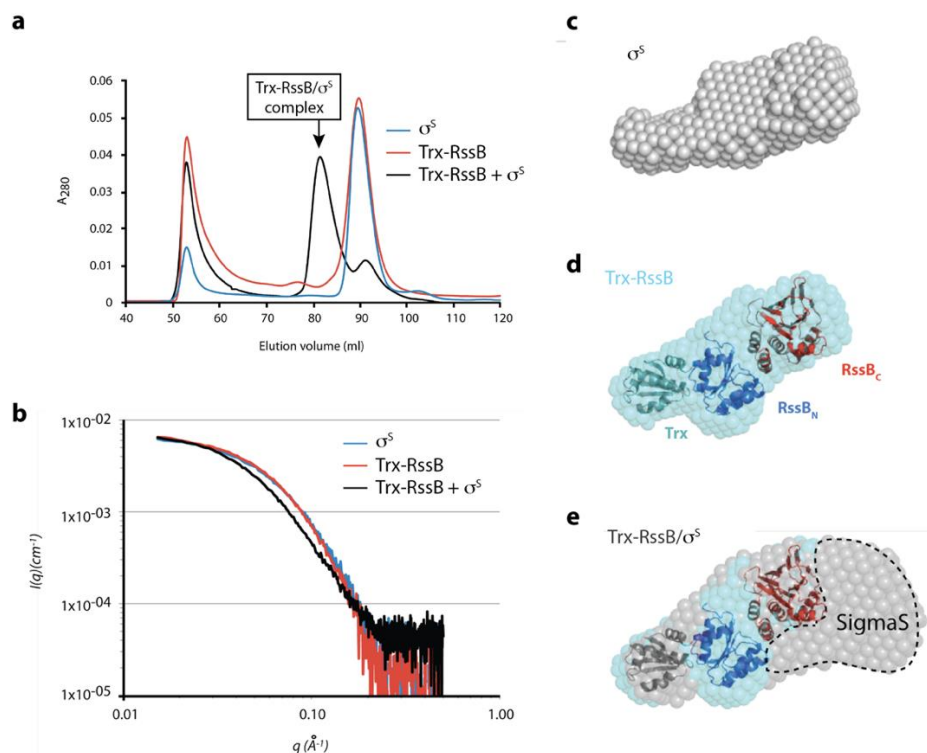 a
Trx-RssB/σS
complex
σS
Trx-RssB
Trx-RssB + σS
A280
0.06
0.05
0.04
0.03
0.02
0.01
0
40 50 60 70 80 90 100 110 120
Elution volume (ml)
b
σS
Trx-RssB
Trx-RssB + σS
I(q)(cm-1)
1x10-02
1x10-03
1x10-04
1x10-05
0.01 0.10 1.00
q (Å-1)
c
σS
d
Trx-RssB
RssBC
RssBN
Trx
e
Trx-RssB/σS
SigmaS